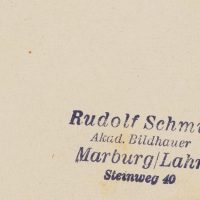 Rudolf Schm
Akad. Bildhauer
Marburg/Lahn
Steinweg 40